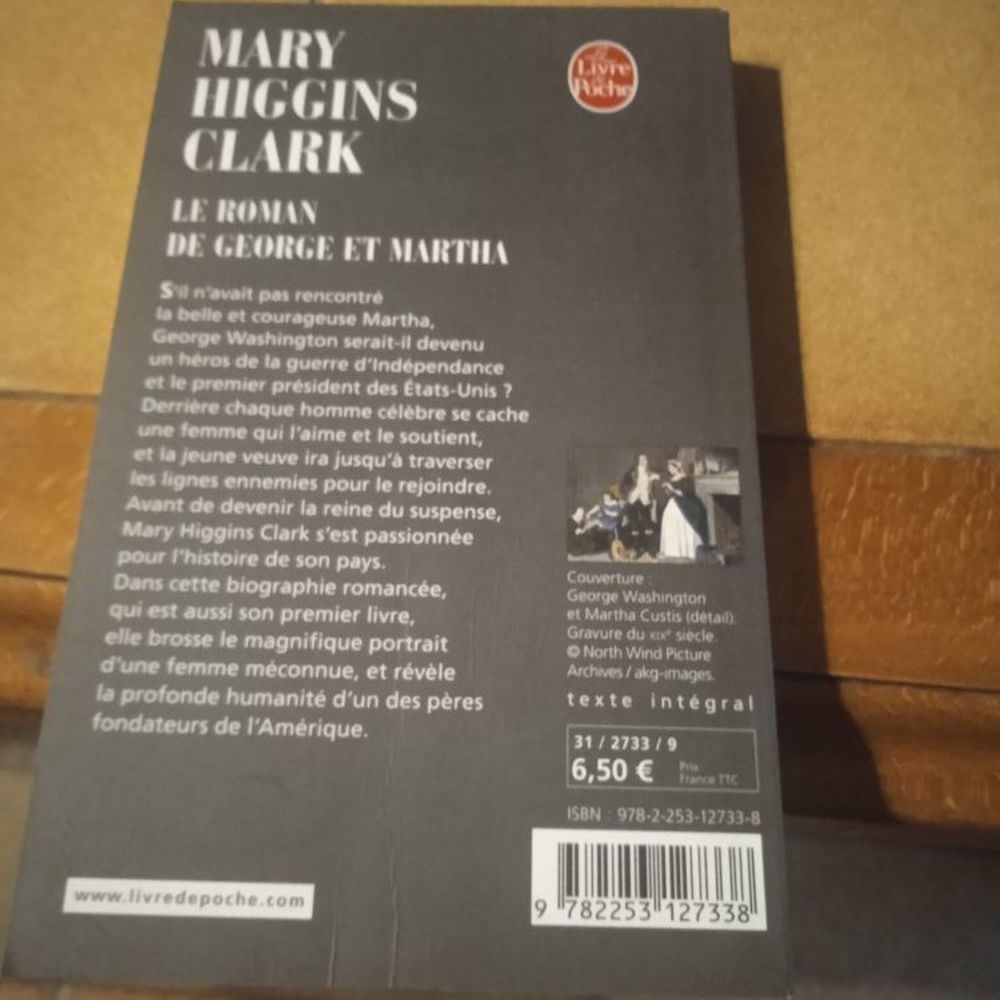 MARY
HIGGINS
CLARK
Le
Livre
de
Poche
LE ROMAN
DE GEORGE ET MARTHA
S'il n'avait pas rencontré
la belle et courageuse Martha,
George Washington serait-il devenu
un héros de la guerre d'Indépendance
et le premier président des États-Unis ?
Derrière chaque homme célèbre se cache
une femme qui l'aime et le soutient,
et la jeune veuve ira jusqu'à traverser
les lignes ennemies pour le rejoindre.
Avant de devenir la reine du suspense,
Mary Higgins Clark s'est passionnée
pour l'histoire de son pays.
Dans cette biographie romancée,
qui est aussi son premier livre,
elle brosse le magnifique portrait
d'une femme méconnue, et révèle
la profonde humanité d'un des pères
fondateurs de l'Amérique.
Couverture :
George Washington
et Martha Custis (détail).
Gravure du XIXe siècle.
© North Wind Picture
Archives / akg-images.
texte intégral
31 / 2733 / 9
6,50 €
Prix
France TTC
ISBN : 978-2-253-12733-8
9 782253 127338
www.livredepoche.com